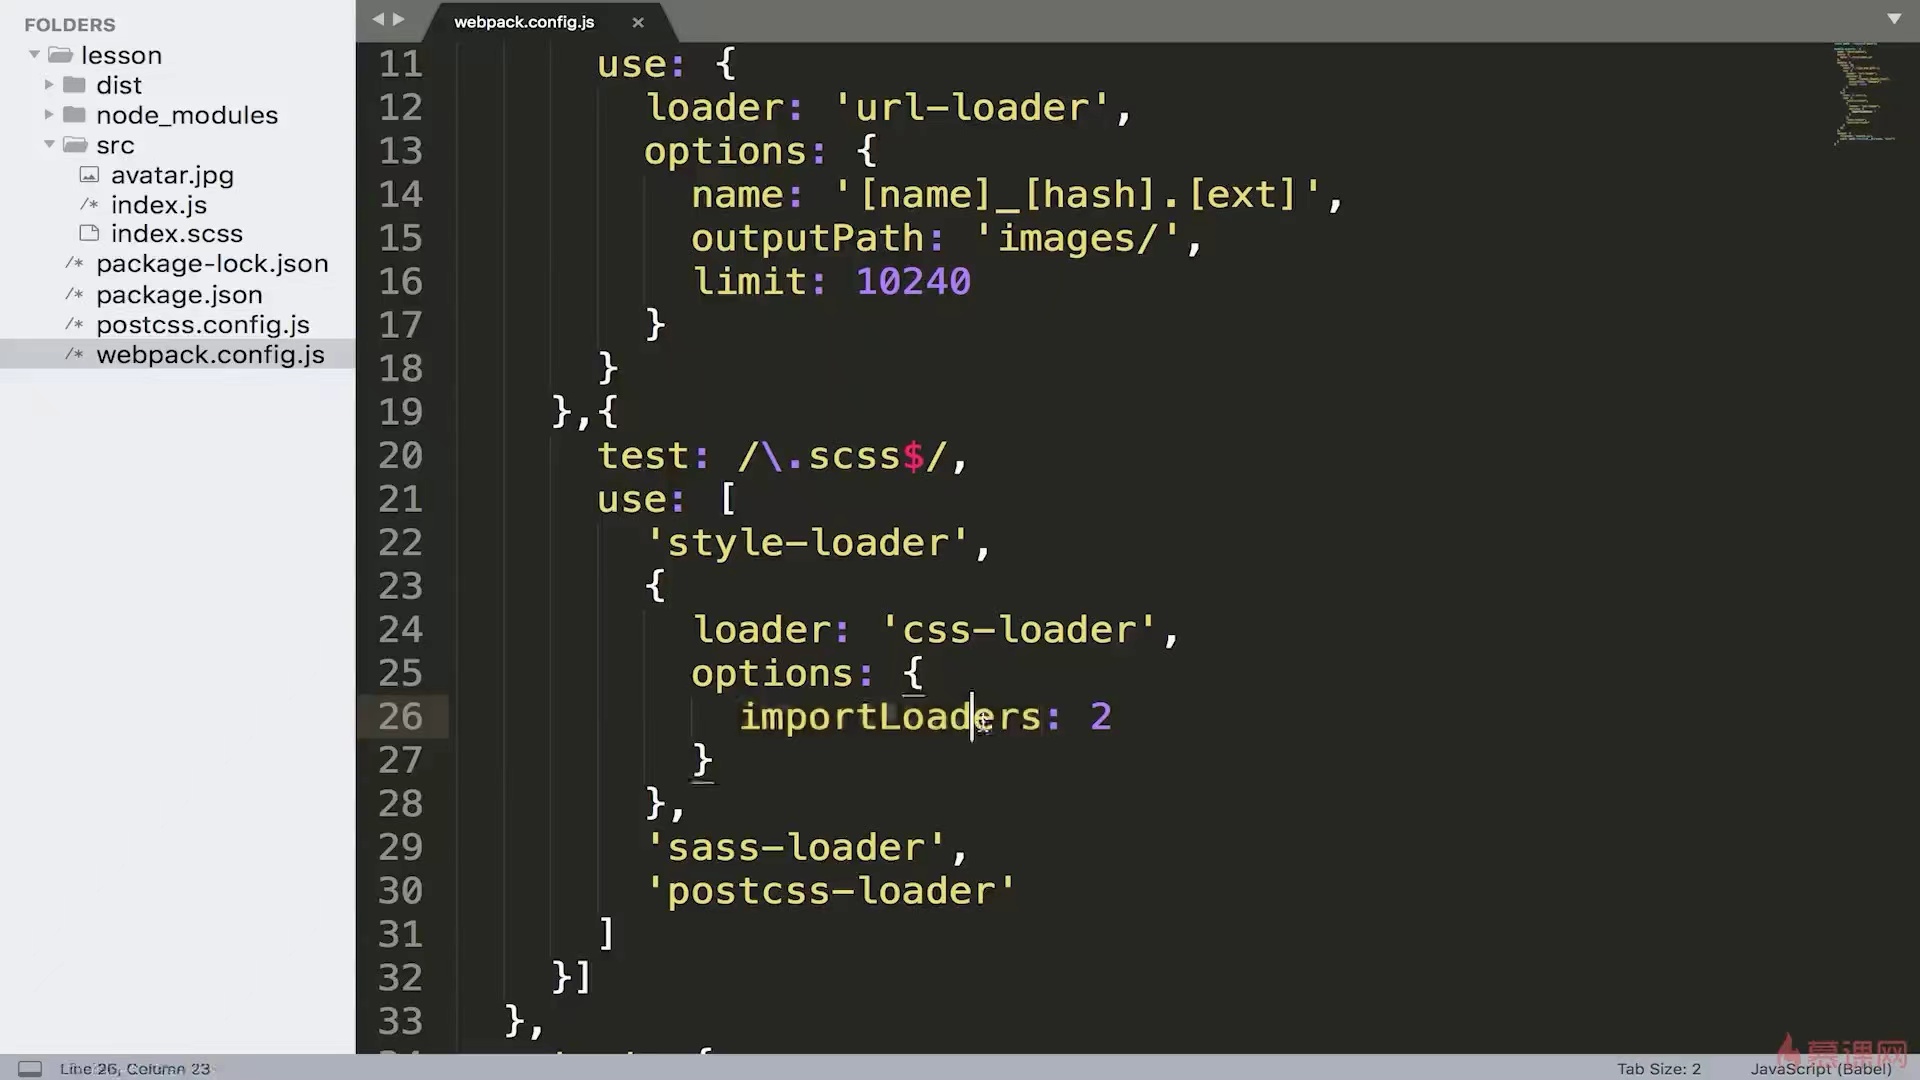 FOLDERS
lesson
dist
node_modules
src
avatar.jpg
/* index.js
index.scss
/* package-lock.json
/* package.json
/* postcss.config.js
/* webpack.config.js
webpack.config.js ×
11 use: {
12 loader: 'url-loader',
13 options: {
14 name: '[name]_[hash].[ext]',
15 outputPath: 'images/',
16 limit: 10240
17 }
18 }
19 },{
20 test: /\.scss$/,
21 use: [
22 'style-loader',
23 {
24 loader: 'css-loader',
25 options: {
26 importLoaders: 2
27 }
28 },
29 'sass-loader',
30 'postcss-loader'
31 ]
32 }]
33 },
Line 26, Column 23
Tab Size: 2
JavaScript (Babel)
慕课网